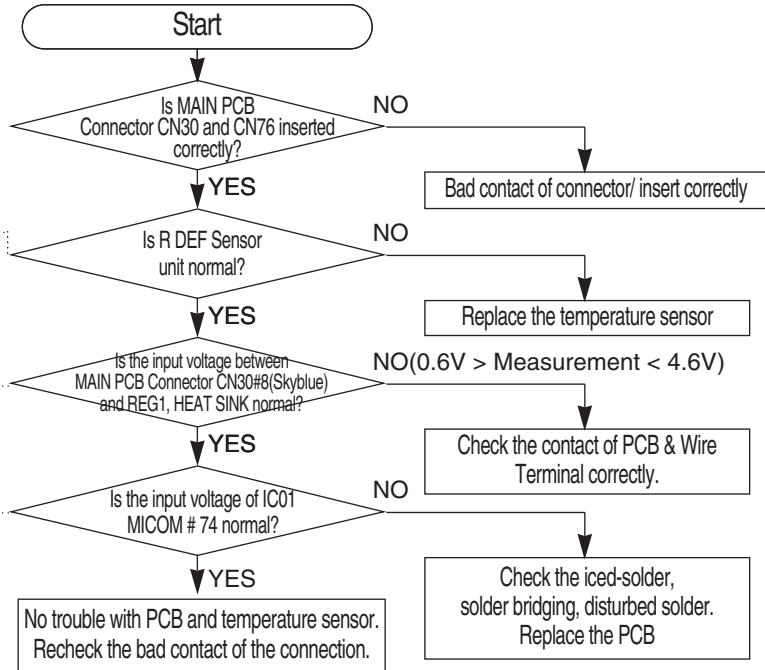 Start
Is MAIN PCB
Connector CN30 and CN76 inserted
correctly?
NO
Bad contact of connector/ insert correctly
YES
Is R DEF Sensor
unit normal?
NO
Replace the temperature sensor
YES
Is the input voltage between
MAIN PCB Connector CN30#8(Skyblue)
and REG1, HEAT SINK normal?
NO(0.6V > Measurement < 4.6V)
Check the contact of PCB & Wire
Terminal correctly.
YES
Is the input voltage of IC01
MICOM # 74 normal?
NO
Check the iced-solder,
solder bridging, disturbed solder.
Replace the PCB
YES
No trouble with PCB and temperature sensor.
Recheck the bad contact of the connection.